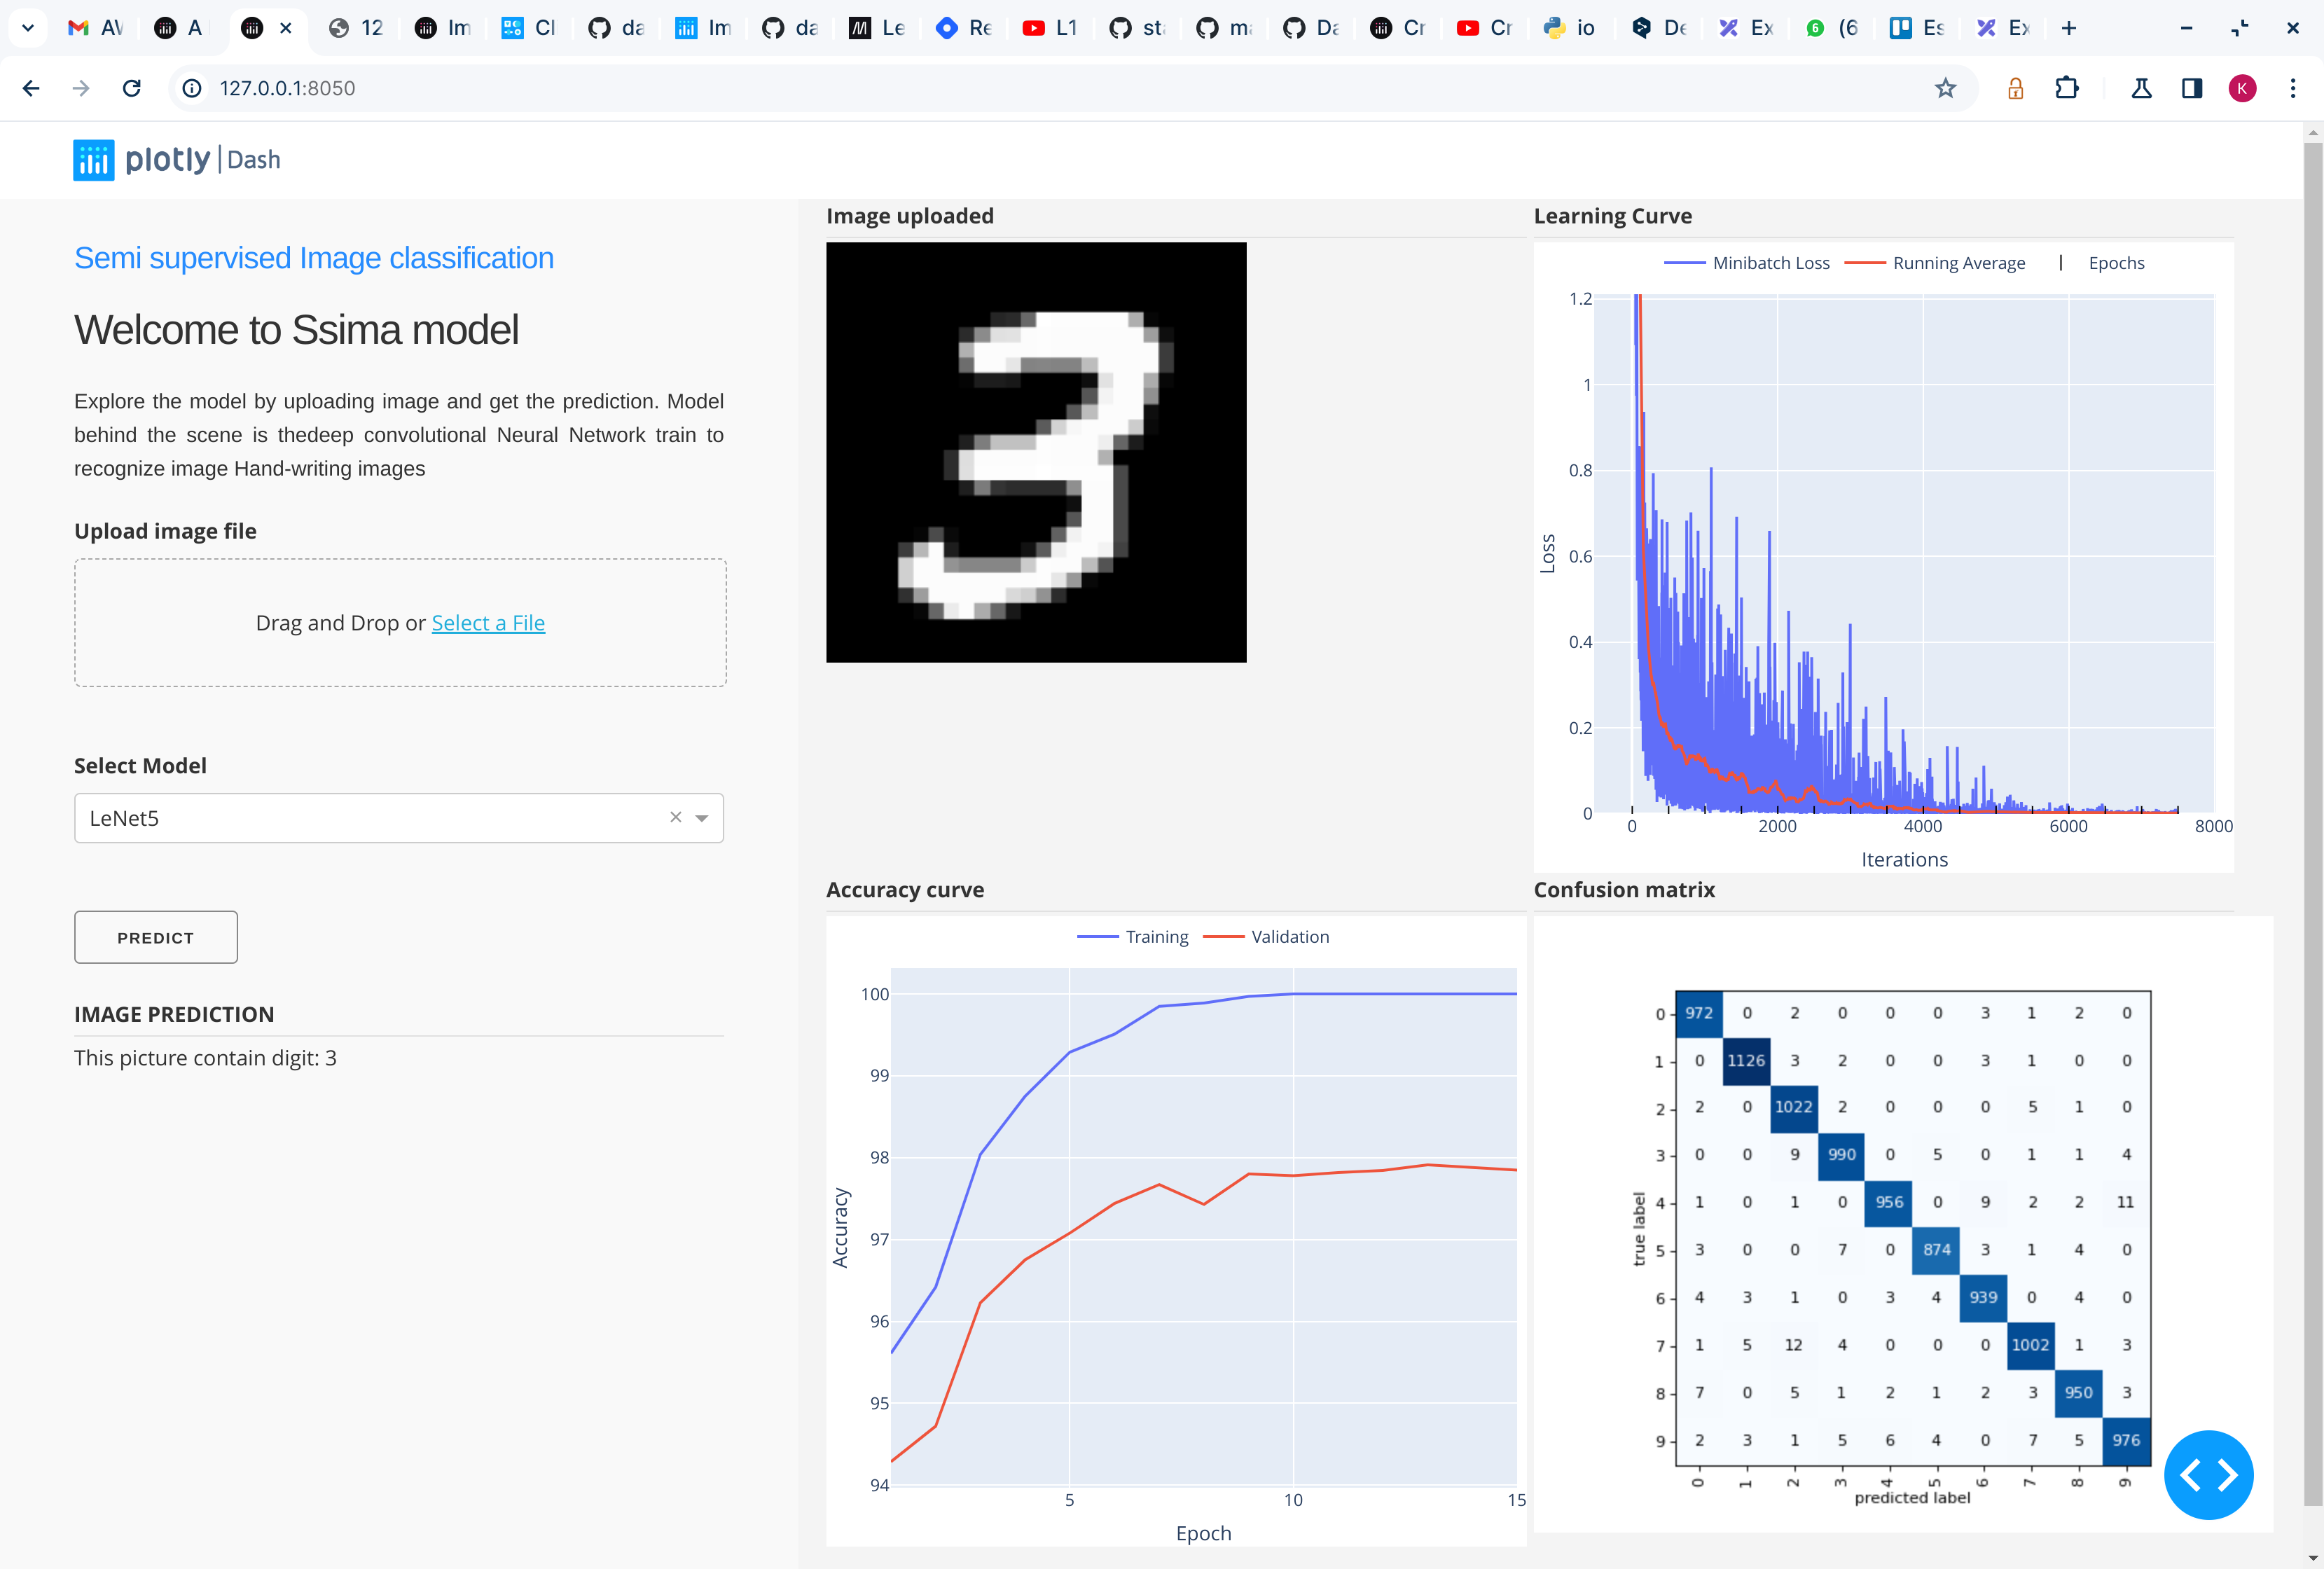 AV
A
12
Im
Cl
da
Im
da
Le
Re
L1
st
ma
Da
Cr
Cr
io
De
Ex
(6
Es
Ex
127.0.0.1:8050
K
plotly | Dash
Semi supervised Image classification
Welcome to Ssima model
Explore the model by uploading image and get the prediction. Model
behind the scene is thedeep convolutional Neural Network train to
recognize image Hand-writing images
Upload image file
Drag and Drop or Select a File
Select Model
LeNet5
PREDICT
IMAGE PREDICTION
This picture contain digit: 3
Image uploaded
3
Learning Curve
Minibatch Loss Running Average Epochs
1.2
1
0.8
0.6
0.4
0.2
0
Loss
0 2000 4000 6000 8000
Iterations
Accuracy curve
Training Validation
100
99
98
97
96
95
94
Accuracy
5 10 15
Epoch
Confusion matrix
true label
0 972 0 2 0 0 0 3 1 2 0
1 0 1126 3 2 0 0 3 1 0 0
2 2 0 1022 2 0 0 0 5 1 0
3 0 0 9 990 0 5 0 1 1 4
4 1 0 1 0 956 0 9 2 2 11
5 3 0 0 7 0 874 3 1 4 0
6 4 3 1 0 3 4 939 0 4 0
7 1 5 12 4 0 0 0 1002 1 3
8 7 0 5 1 2 1 2 3 950 3
9 2 3 1 5 6 4 0 7 5 976
0 1 2 3 4 5 6 7 8 9
predicted label